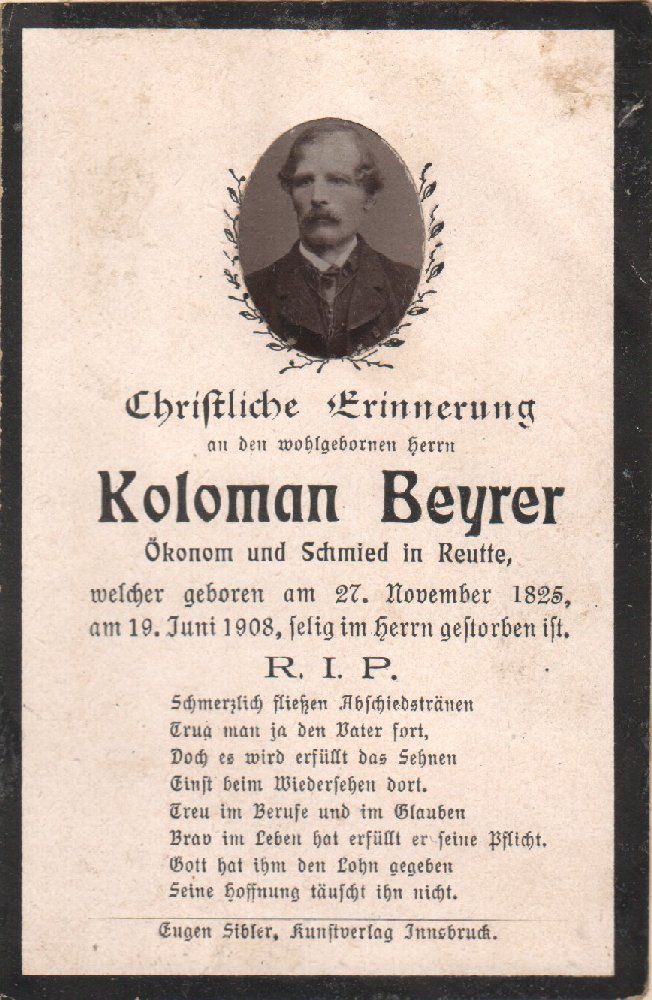 Christliche Erinnerung
an den wohlgebornen Herrn
Koloman Beyrer
Ökonom und Schmied in Reutte,
welcher geboren am 27. November 1825,
am 19. Juni 1908, selig im Herrn gestorben ist.
R. I. P.
Schmerzlich fließen Abschiedstränen
Trug man ja den Vater fort,
Doch es wird erfüllt das Sehnen
Einst beim Wiedersehen dort.
Treu im Berufe und im Glauben
Brav im Leben hat erfüllt er seine Pflicht.
Gott hat ihm den Lohn gegeben
Seine Hoffnung täuscht ihn nicht.
Eugen Sibler, Kunstverlag Innsbruck.